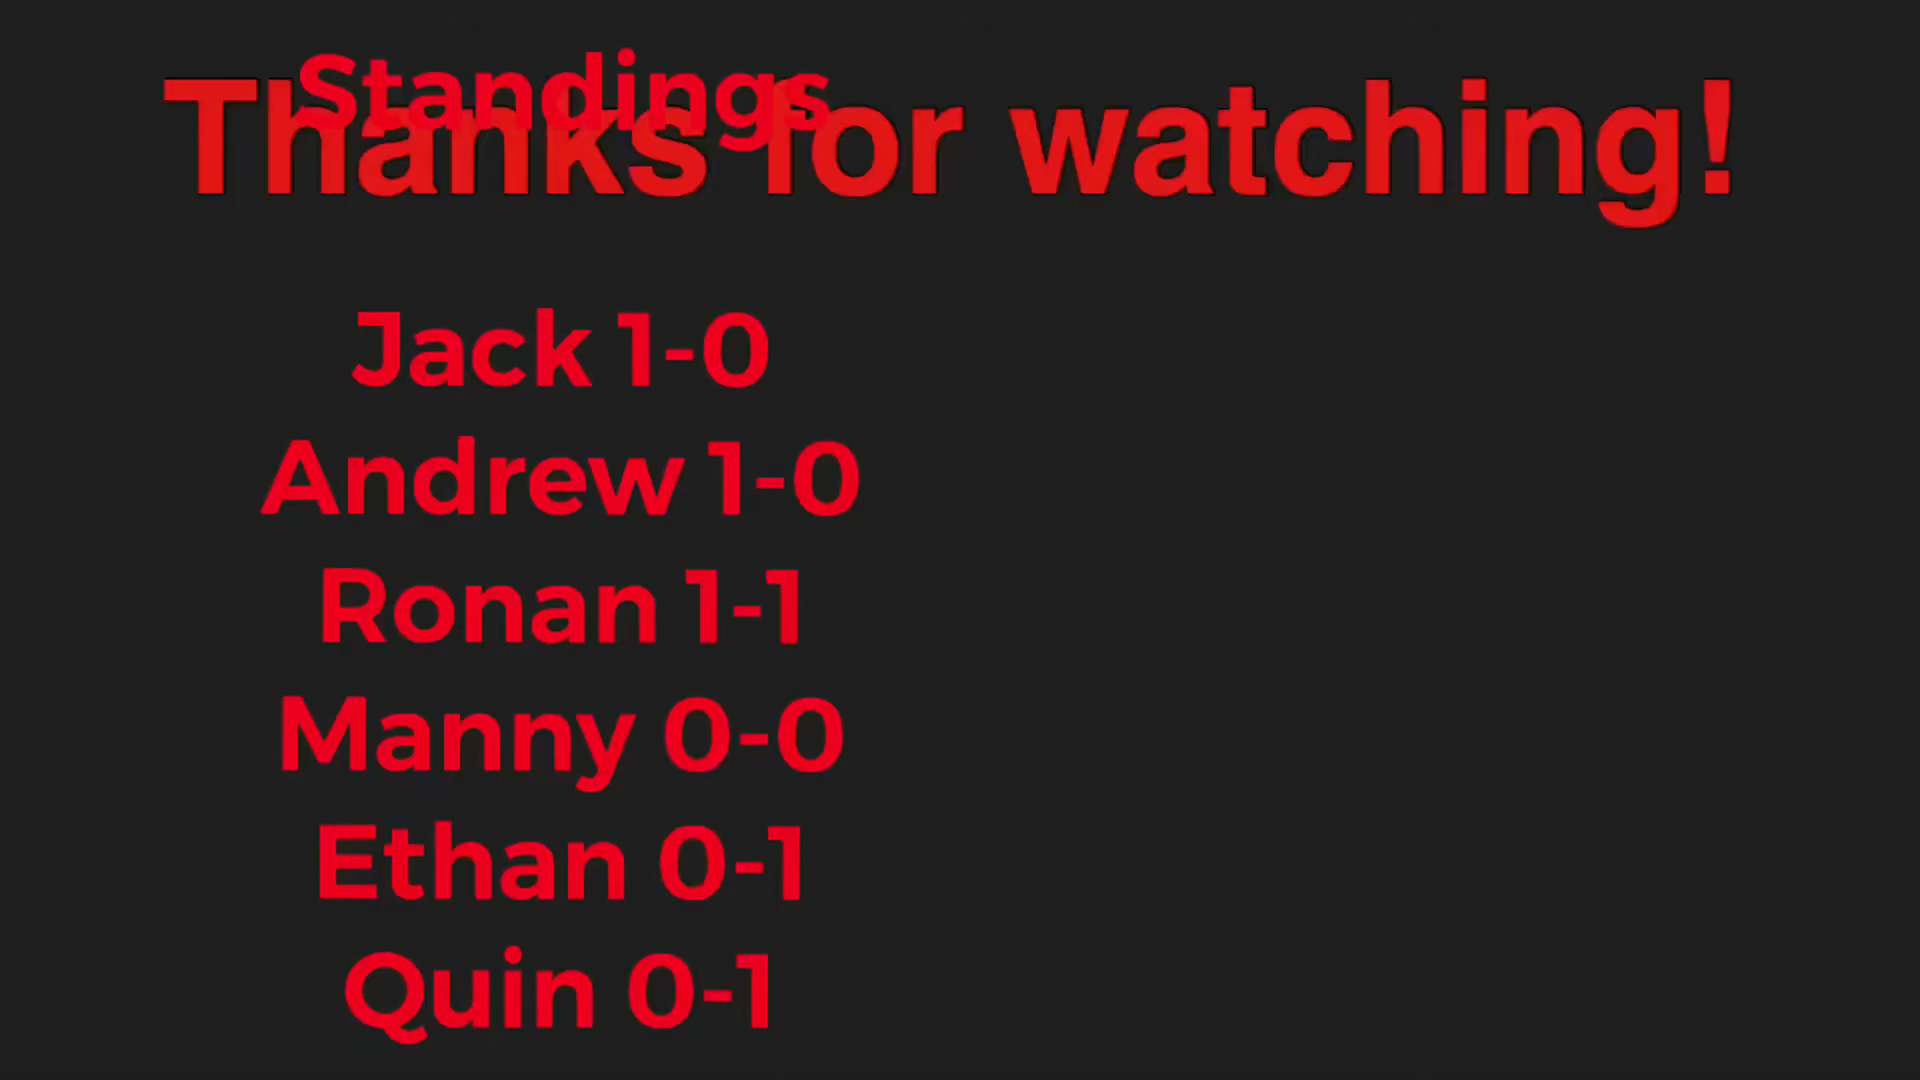 Standings
Thanks for watching!
Jack 1-0
Andrew 1-0
Ronan 1-1
Manny 0-0
Ethan 0-1
Quin 0-1